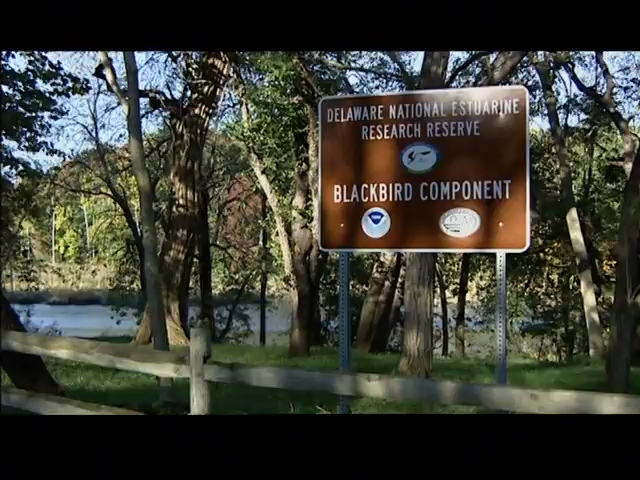 DELAWARE NATIONAL ESTUARINE
RESEARCH RESERVE
BLACKBIRD COMPONENT